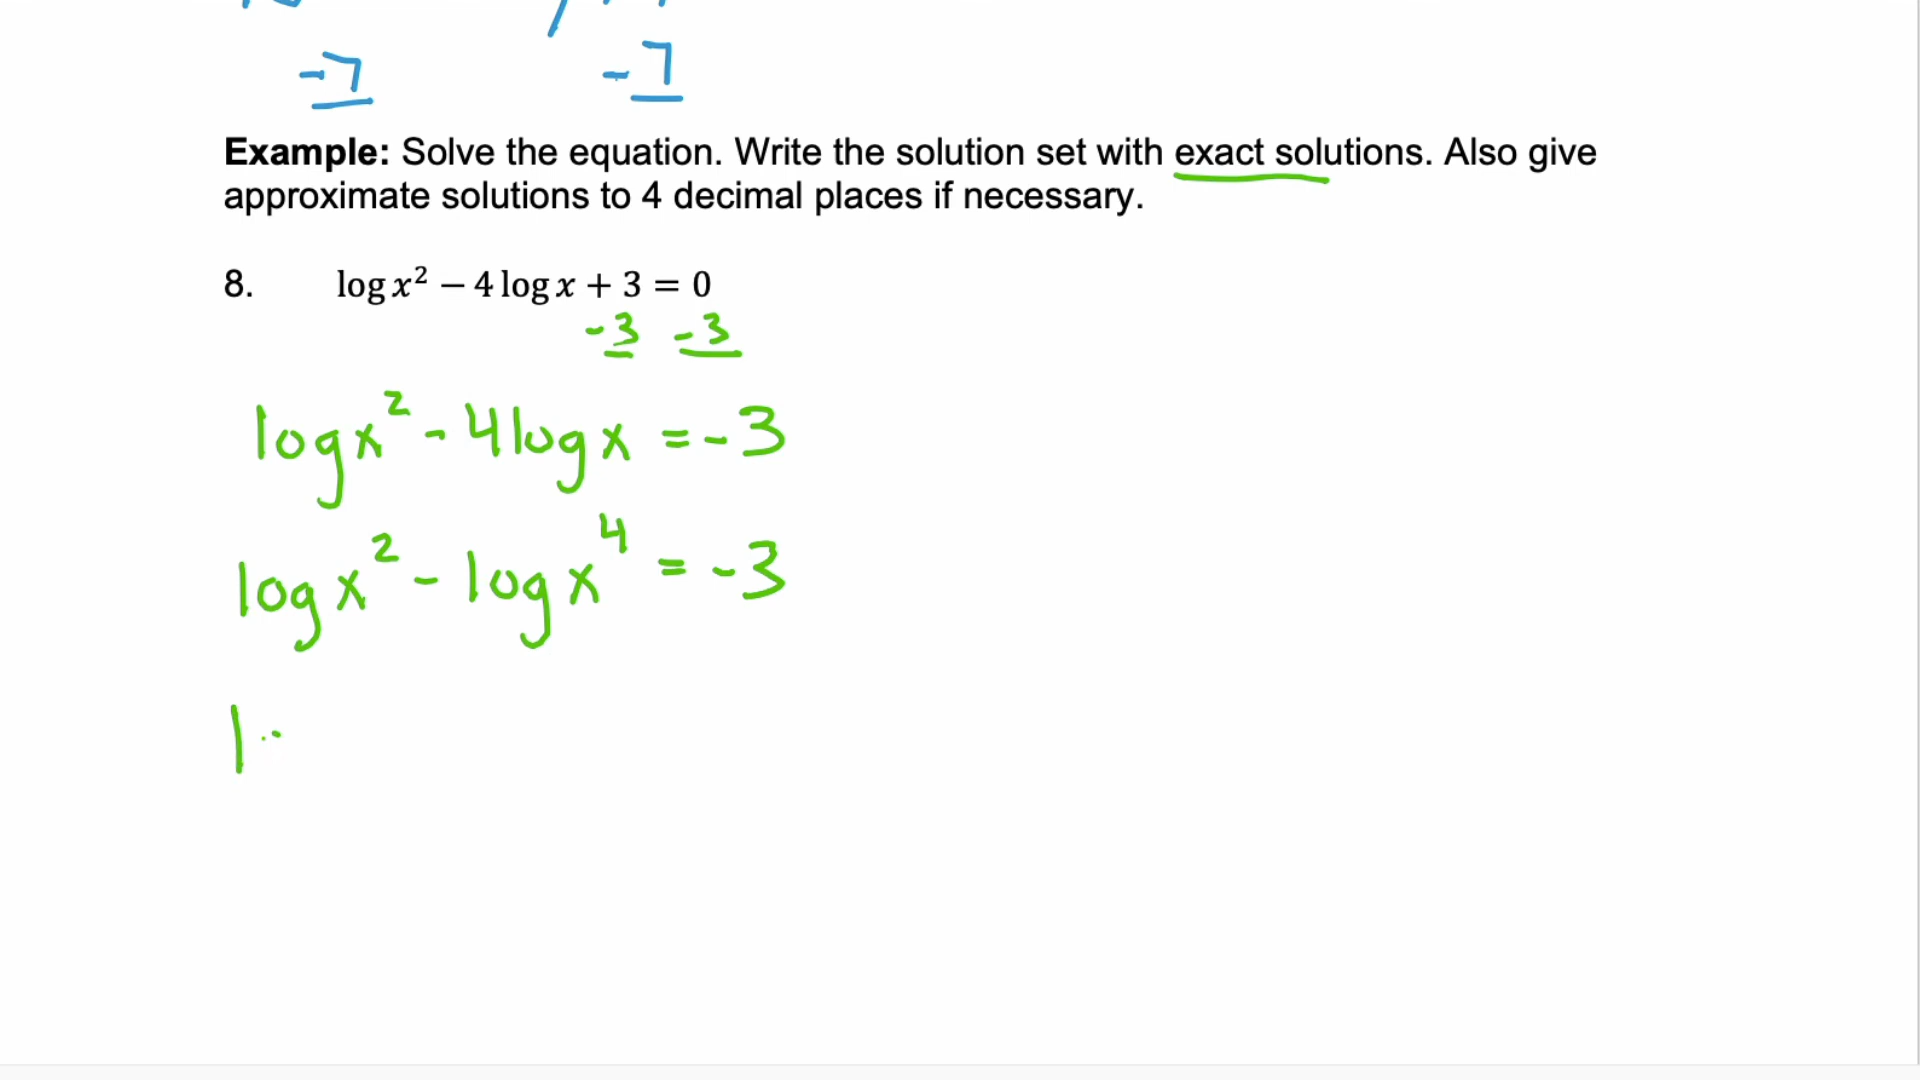 -7 -7
Example: Solve the equation. Write the solution set with exact solutions. Also give
approximate solutions to 4 decimal places if necessary.
8. log x² − 4 log x + 3 = 0
-3 -3
log x² - 4 log x = -3
log x² - log x⁴ = -3